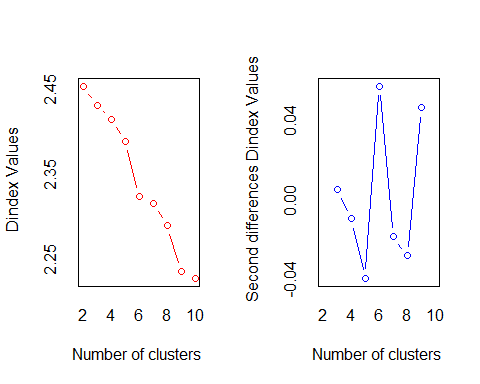 Dindex Values
2.45
2.35
2.25
2 4 6 8 10
Number of clusters
Second differences Dindex Values
0.04
0.00
-0.04
2 4 6 8 10
Number of clusters